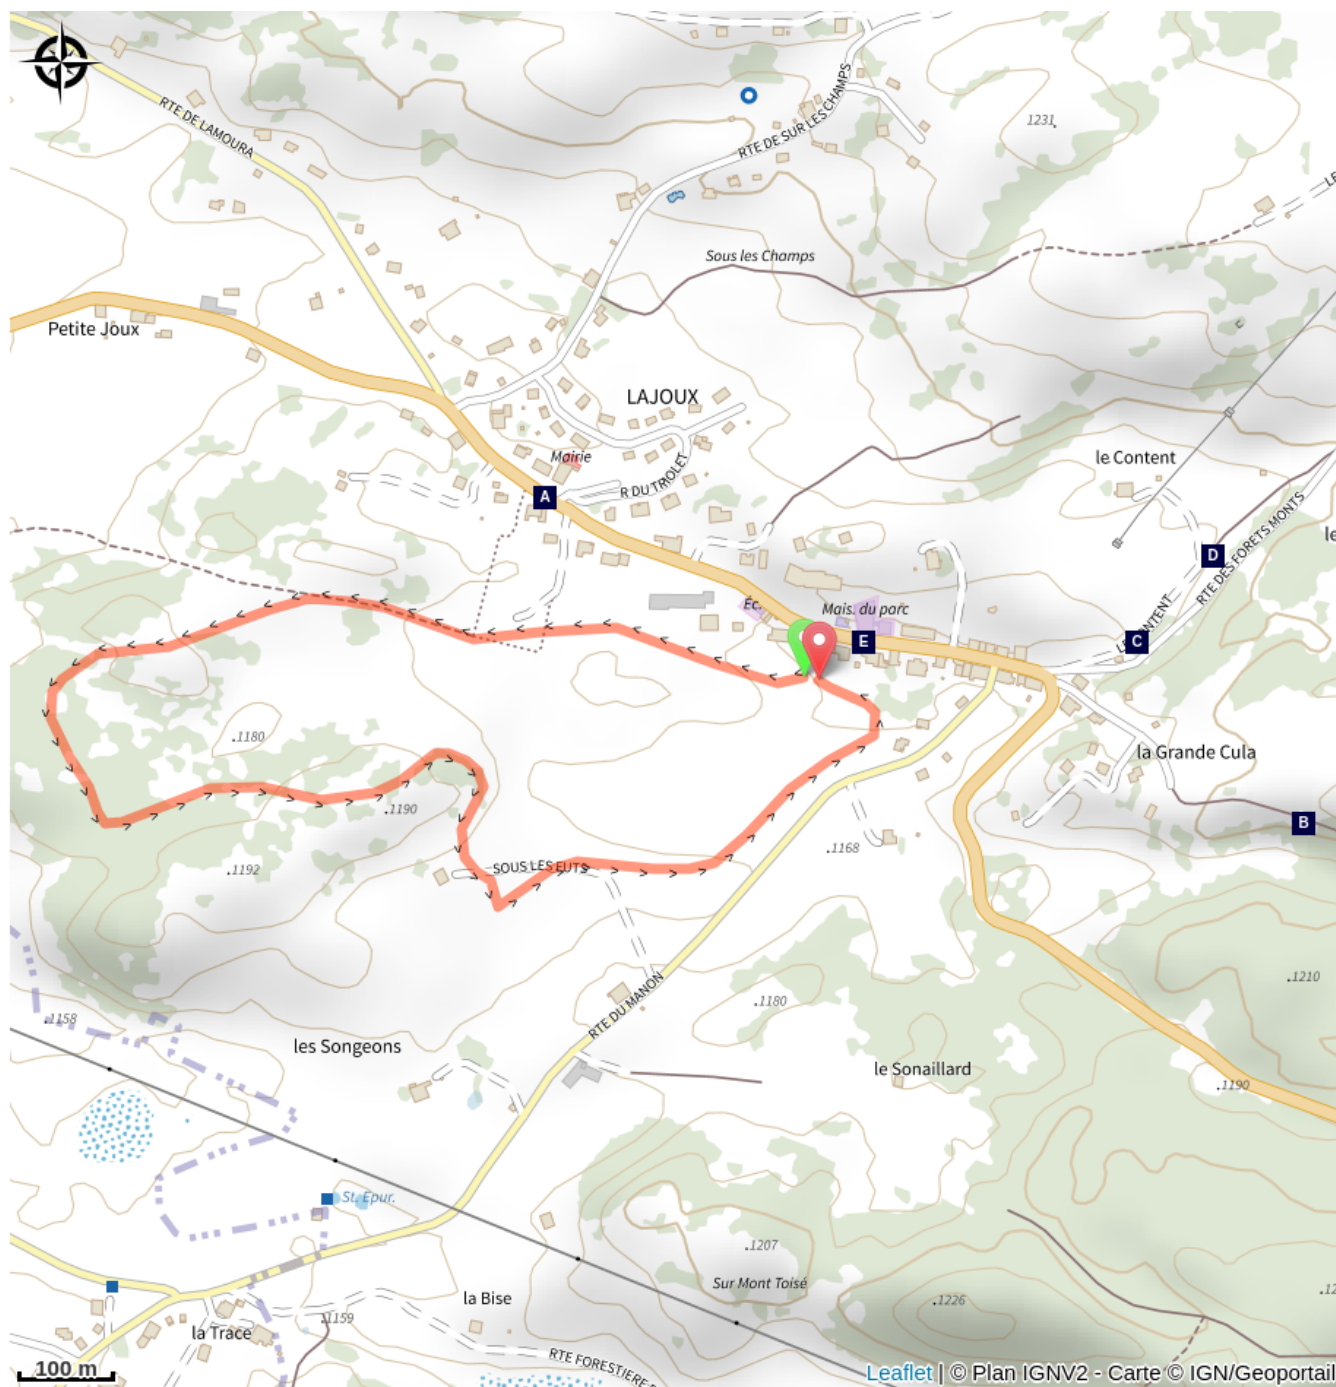 RTE DE LAMOURA
RTE DE SUR LES CHAMPS
1231
Sous les Champs
Petite Joux
LAJOUX
Mairie
R DU TRIOLET
le Content
A
D
RTE DES FORETS MONTS
Éc.
Mais. du parc
E
C
1180
la Grande Cula
1190
B
1168
1192
SOUS LES EUTS
1210
1180
RTE DU MANON
1158
les Songeons
le Sonaillard
1190
St. Epur.
1207
Sur Mont Toisé
1226
la Bise
1159
la Trace
RTE FORESTIÈRE
100 m
Leaflet | © Plan IGNV2 - Carte © IGN/Geoportail